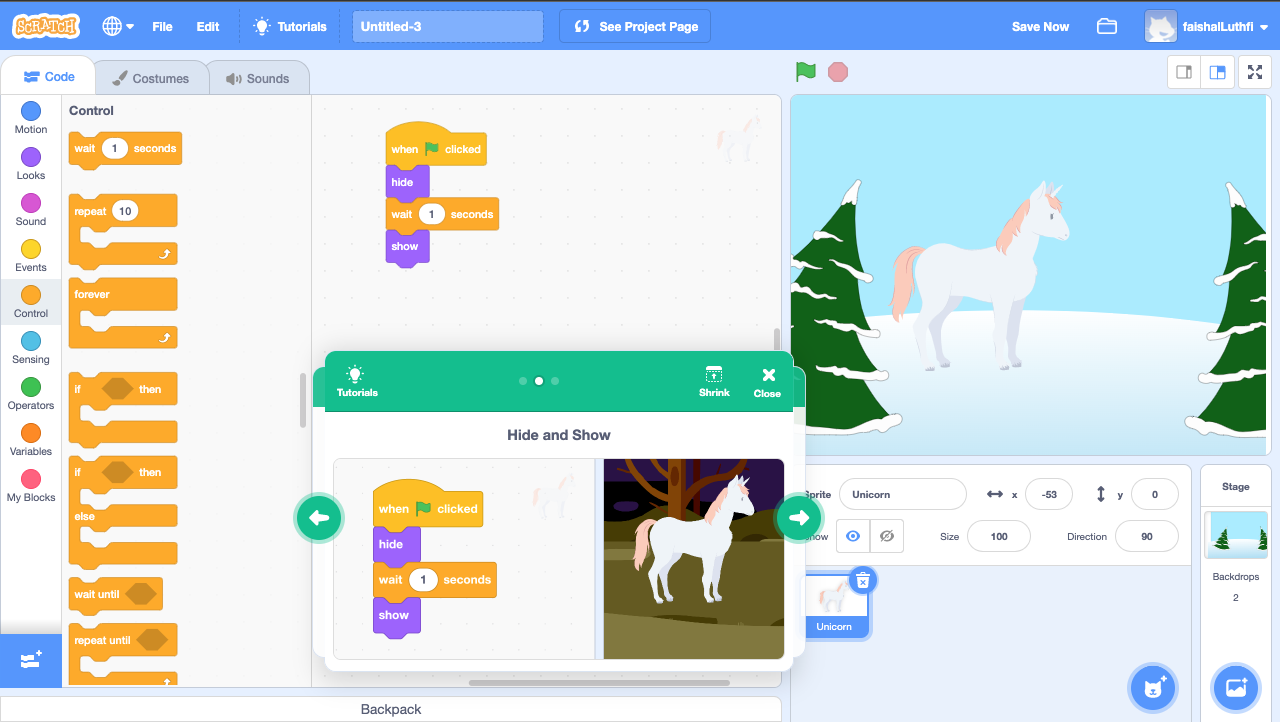 SCRATCH File Edit Tutorials Untitled-3 See Project Page Save Now faishalLuthfi
Code Costumes Sounds
Motion
Looks
Sound
Events
Control
Sensing
Operators
Variables
My Blocks
Control
wait 1 seconds
repeat 10
forever
if then
if then
else
wait until
repeat until
when clicked
hide
wait 1 seconds
show
Tutorials Shrink Close
Hide and Show
when clicked
hide
wait 1 seconds
show
Sprite Unicorn x -53 y 0
Show Size 100 Direction 90
Unicorn
Stage
Backdrops
2
Backpack